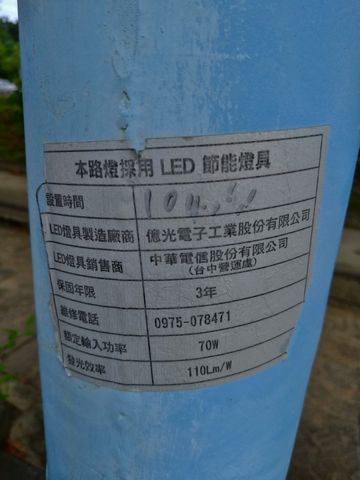 本路燈採用 LED 節能燈具
設置時間 104.
LED燈具製造廠商 億光電子工業股份有限公司
LED燈具銷售商 中華電信股份有限公司
(台中營運處)
保固年限 3年
維修電話 0975-078471
額定輸入功率 70W
發光效率 110Lm/W